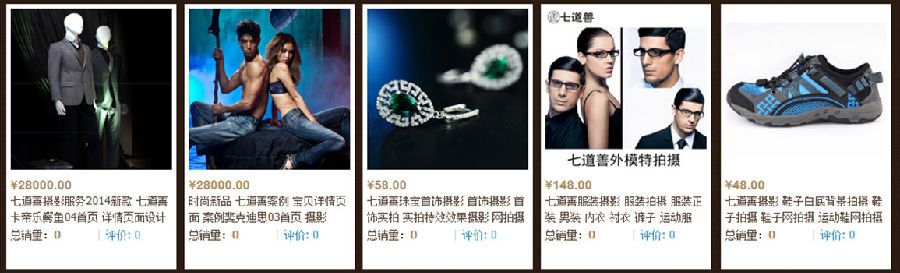 七道善
七道善外模特拍摄
¥28000.00
七道善摄影服务2014新款 七道善
卡帝乐鳄鱼04首页 详情页面设计
总销量：0 | 评价：0
¥28000.00
时尚新品 七道善案例 宝贝详情页
面 案例裴克迪思03首页 摄影
总销量：0 | 评价：0
¥58.00
七道善珠宝首饰摄影 首饰摄影 首
饰实拍 实拍特效效果摄影 网拍摄
总销量：0 | 评价：0
¥148.00
七道善服装摄影 服装拍摄 服装正
装 男装 内衣 衬衣 裤子 运动服
总销量：0 | 评价：0
¥48.00
七道善摄影 鞋子白底背景拍摄 鞋
子拍摄 鞋子网拍摄 运动鞋网拍摄
总销量：0 | 评价：0